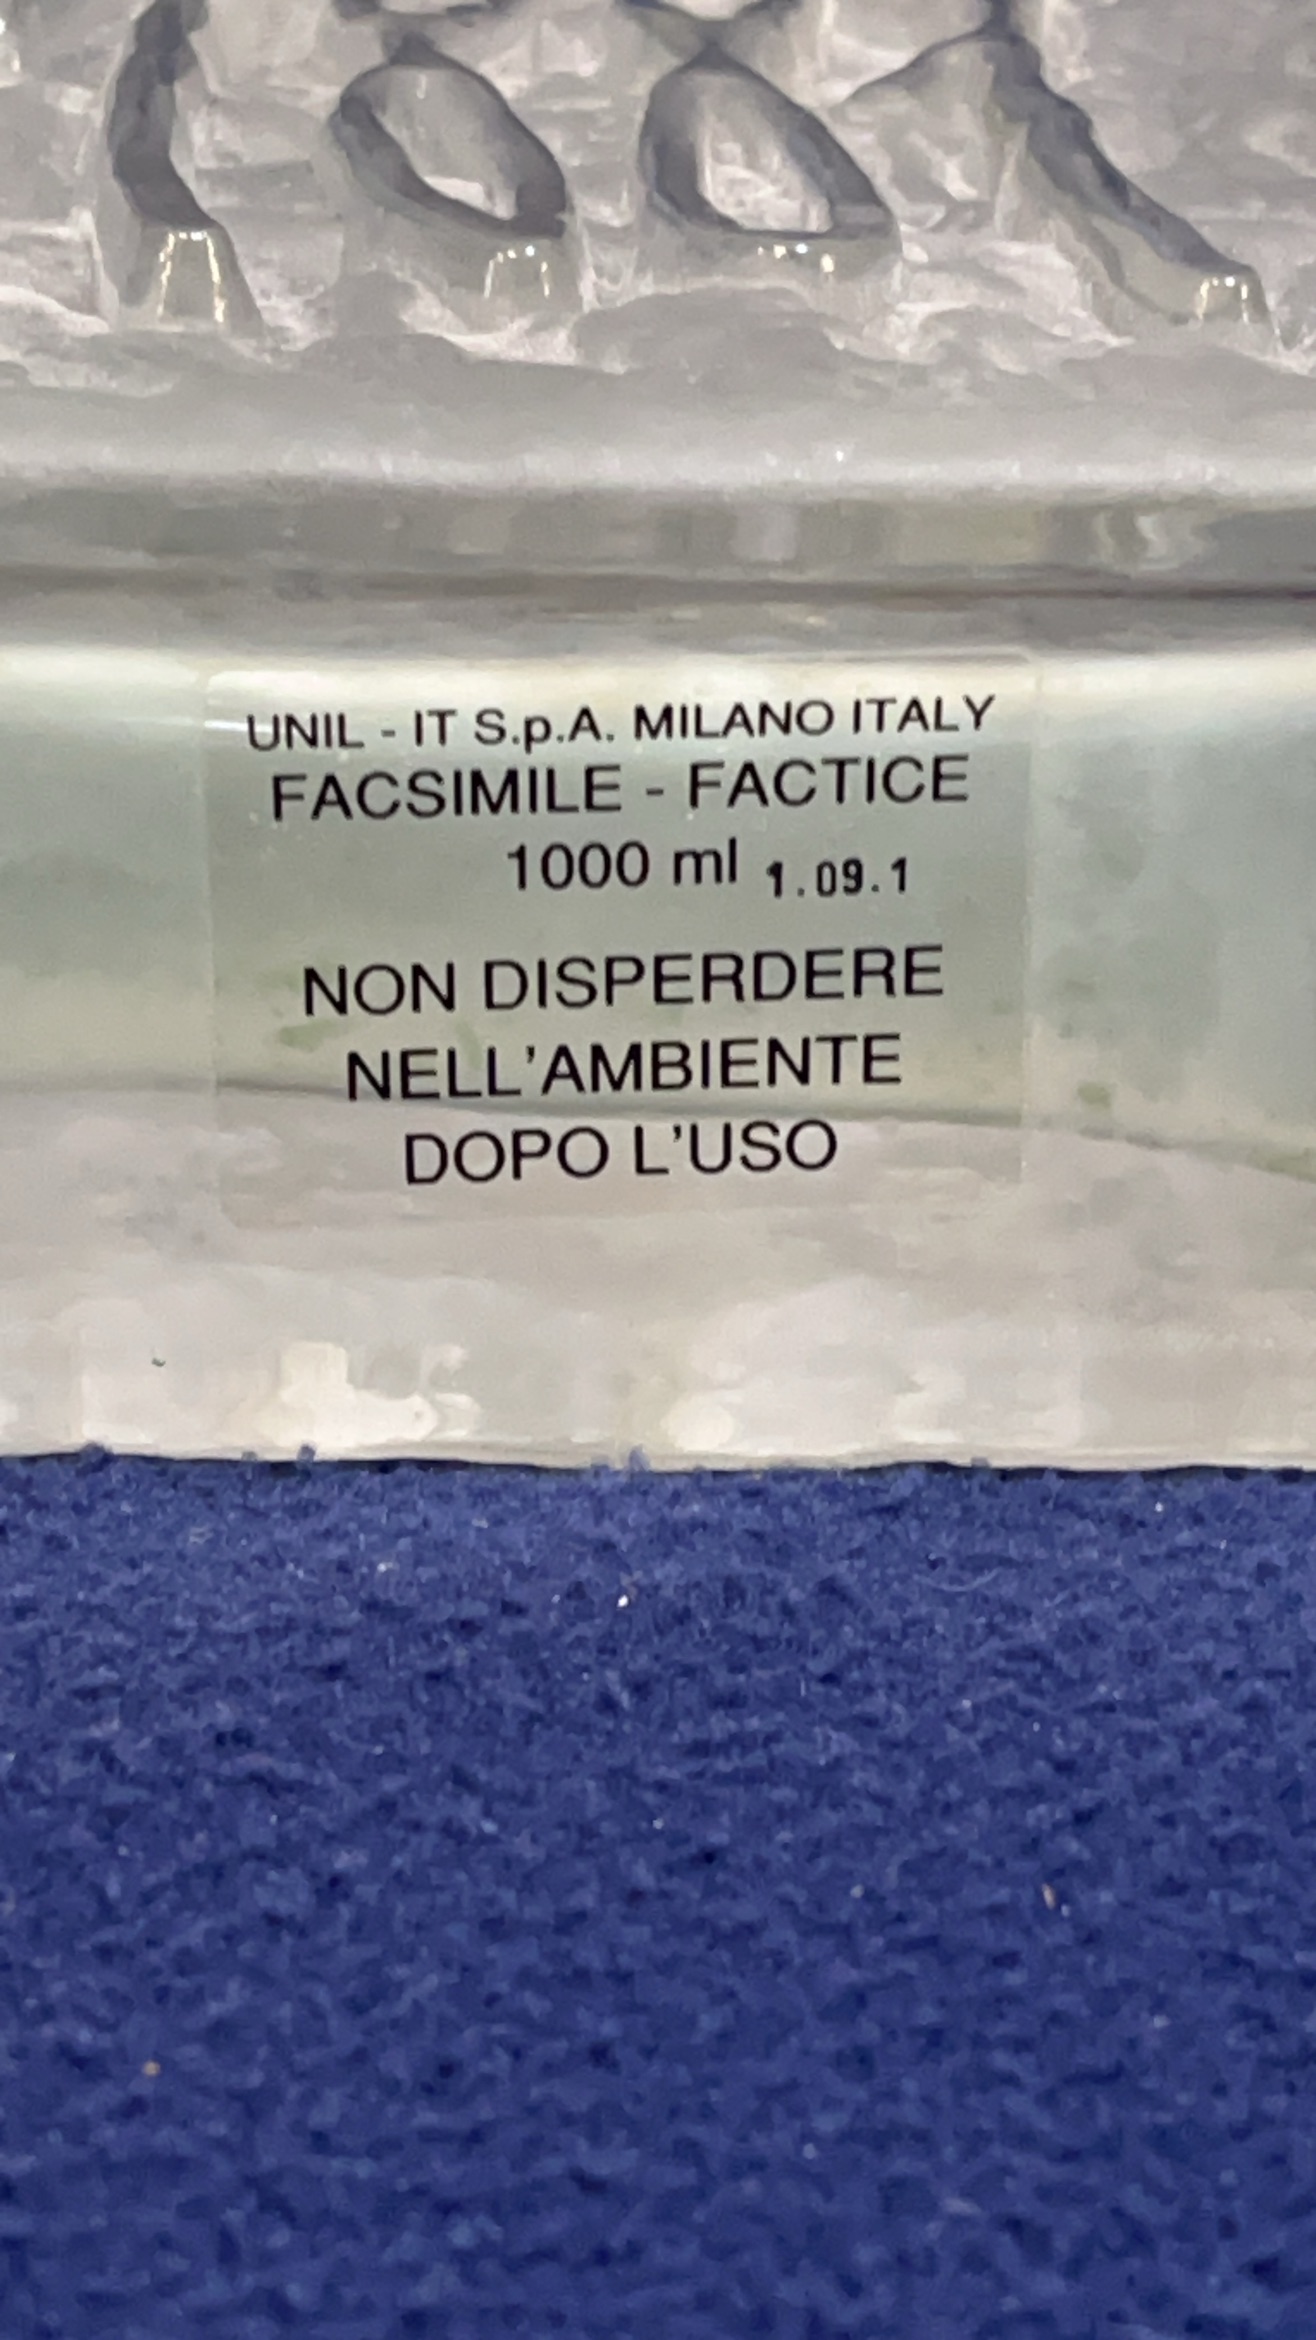 UNIL - IT S.p.A. MILANO ITALY
FACSIMILE - FACTICE
1000 ml 1.09.1
NON DISPERDERE
NELL'AMBIENTE
DOPO L'USO